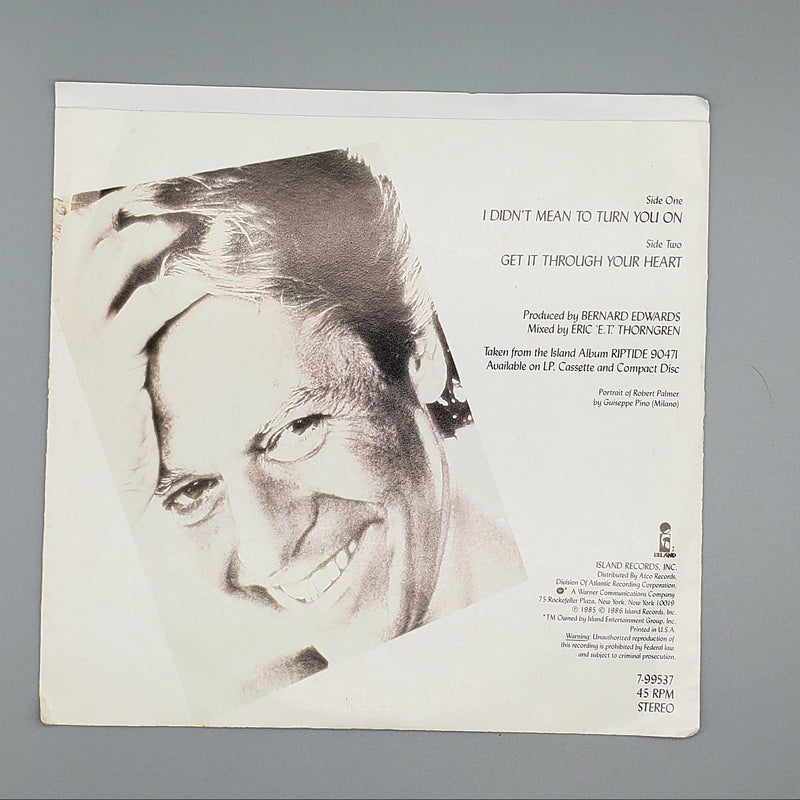 Side One
I DIDN'T MEAN TO TURN YOU ON
Side Two
GET IT THROUGH YOUR HEART
Produced by BERNARD EDWARDS
Mixed by ERIC 'E.T.' THORNGREN
Taken from the Island Album RIPTIDE 90471
Available on LP, Cassette and Compact Disc
Portrait of Robert Palmer
by Guiseppe Pino (Milano)
ISLAND
ISLAND RECORDS, INC.
Distributed By Atco Records.
Division Of Atlantic Recording Corporation.
* A Warner Communications Company
75 Rockefeller Plaza, New York, New York 10019
℗ 1985 © 1986 Island Records, Inc.
*TM Owned by Island Entertainment Group, Inc.
Printed in U.S.A.
Warning: Unauthorized reproduction of
this recording is prohibited by Federal law
and subject to criminal prosecution.
7-99537
45 RPM
STEREO